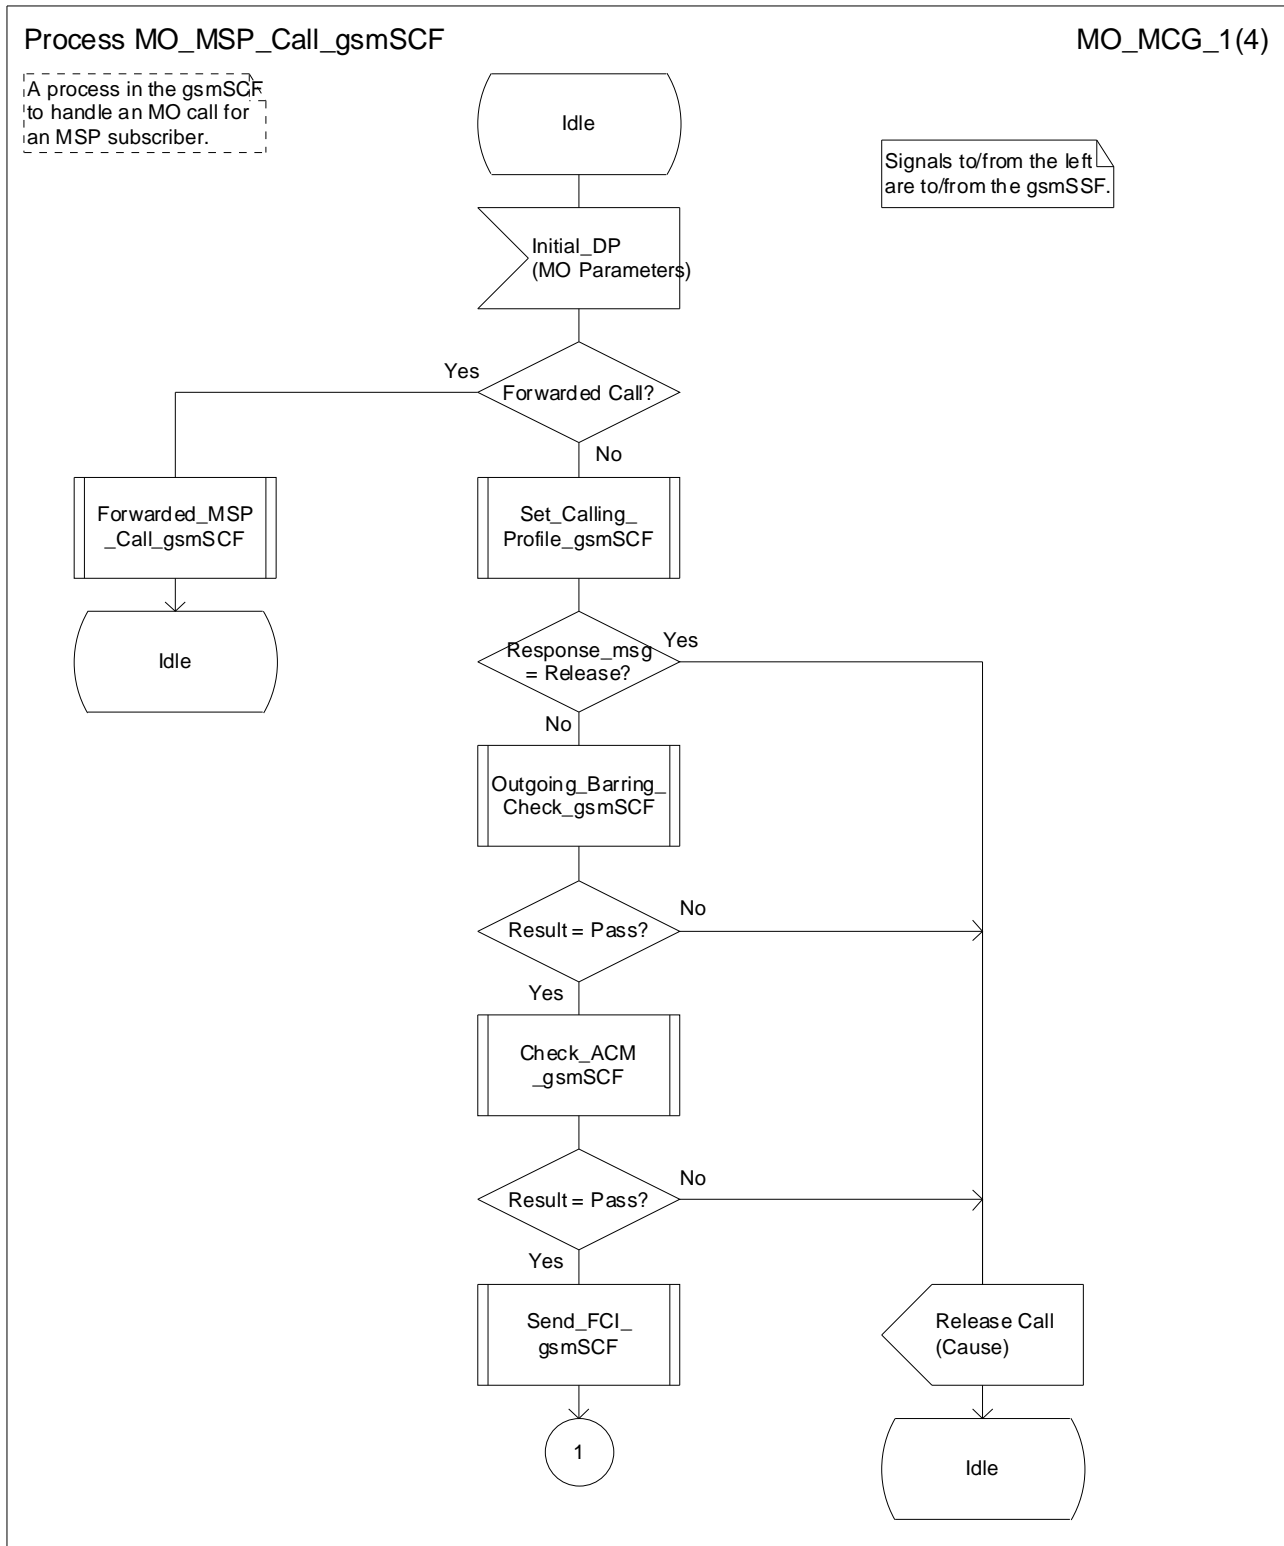 Process MO_MSP_Call_gsmSCF
MO_MCG_1(4)
A process in the gsmSCF
to handle an MO call for
an MSP subscriber.
Idle
Signals to/from the left
are to/from the gsmSSF.
Initial_DP
(MO Parameters)
Yes
Forwarded Call?
No
Forwarded_MSP
_Call_gsmSCF
Set_Calling_
Profile_gsmSCF
Idle
Response_msg
= Release?
Yes
No
Outgoing_Barring_
Check_gsmSCF
Result = Pass?
No
Yes
Check_ACM
_gsmSCF
Result = Pass?
No
Yes
Send_FCI_
gsmSCF
Release Call
(Cause)
1
Idle